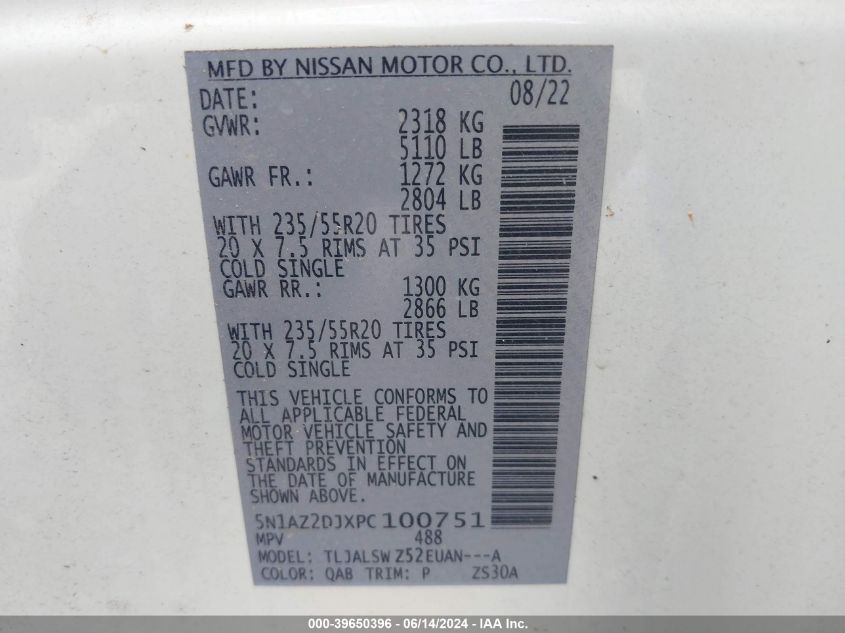 MFD BY NISSAN MOTOR CO., LTD.
DATE: 08/22
GVWR: 2318 KG
5110 LB
GAWR FR.: 1272 KG
2804 LB
WITH 235/55R20 TIRES
20 X 7.5 RIMS AT 35 PSI
COLD SINGLE
GAWR RR.: 1300 KG
2866 LB
WITH 235/55R20 TIRES
20 X 7.5 RIMS AT 35 PSI
COLD SINGLE
THIS VEHICLE CONFORMS TO
ALL APPLICABLE FEDERAL
MOTOR VEHICLE SAFETY AND
THEFT PREVENTION
STANDARDS IN EFFECT ON
THE DATE OF MANUFACTURE
SHOWN ABOVE.
5N1AZ2DJXPC100751
MPV 488
MODEL: TLJALSW Z52EUAN---A
COLOR: QAB TRIM: P ZS30A
000-39650396 - 06/14/2024 - IAA Inc.